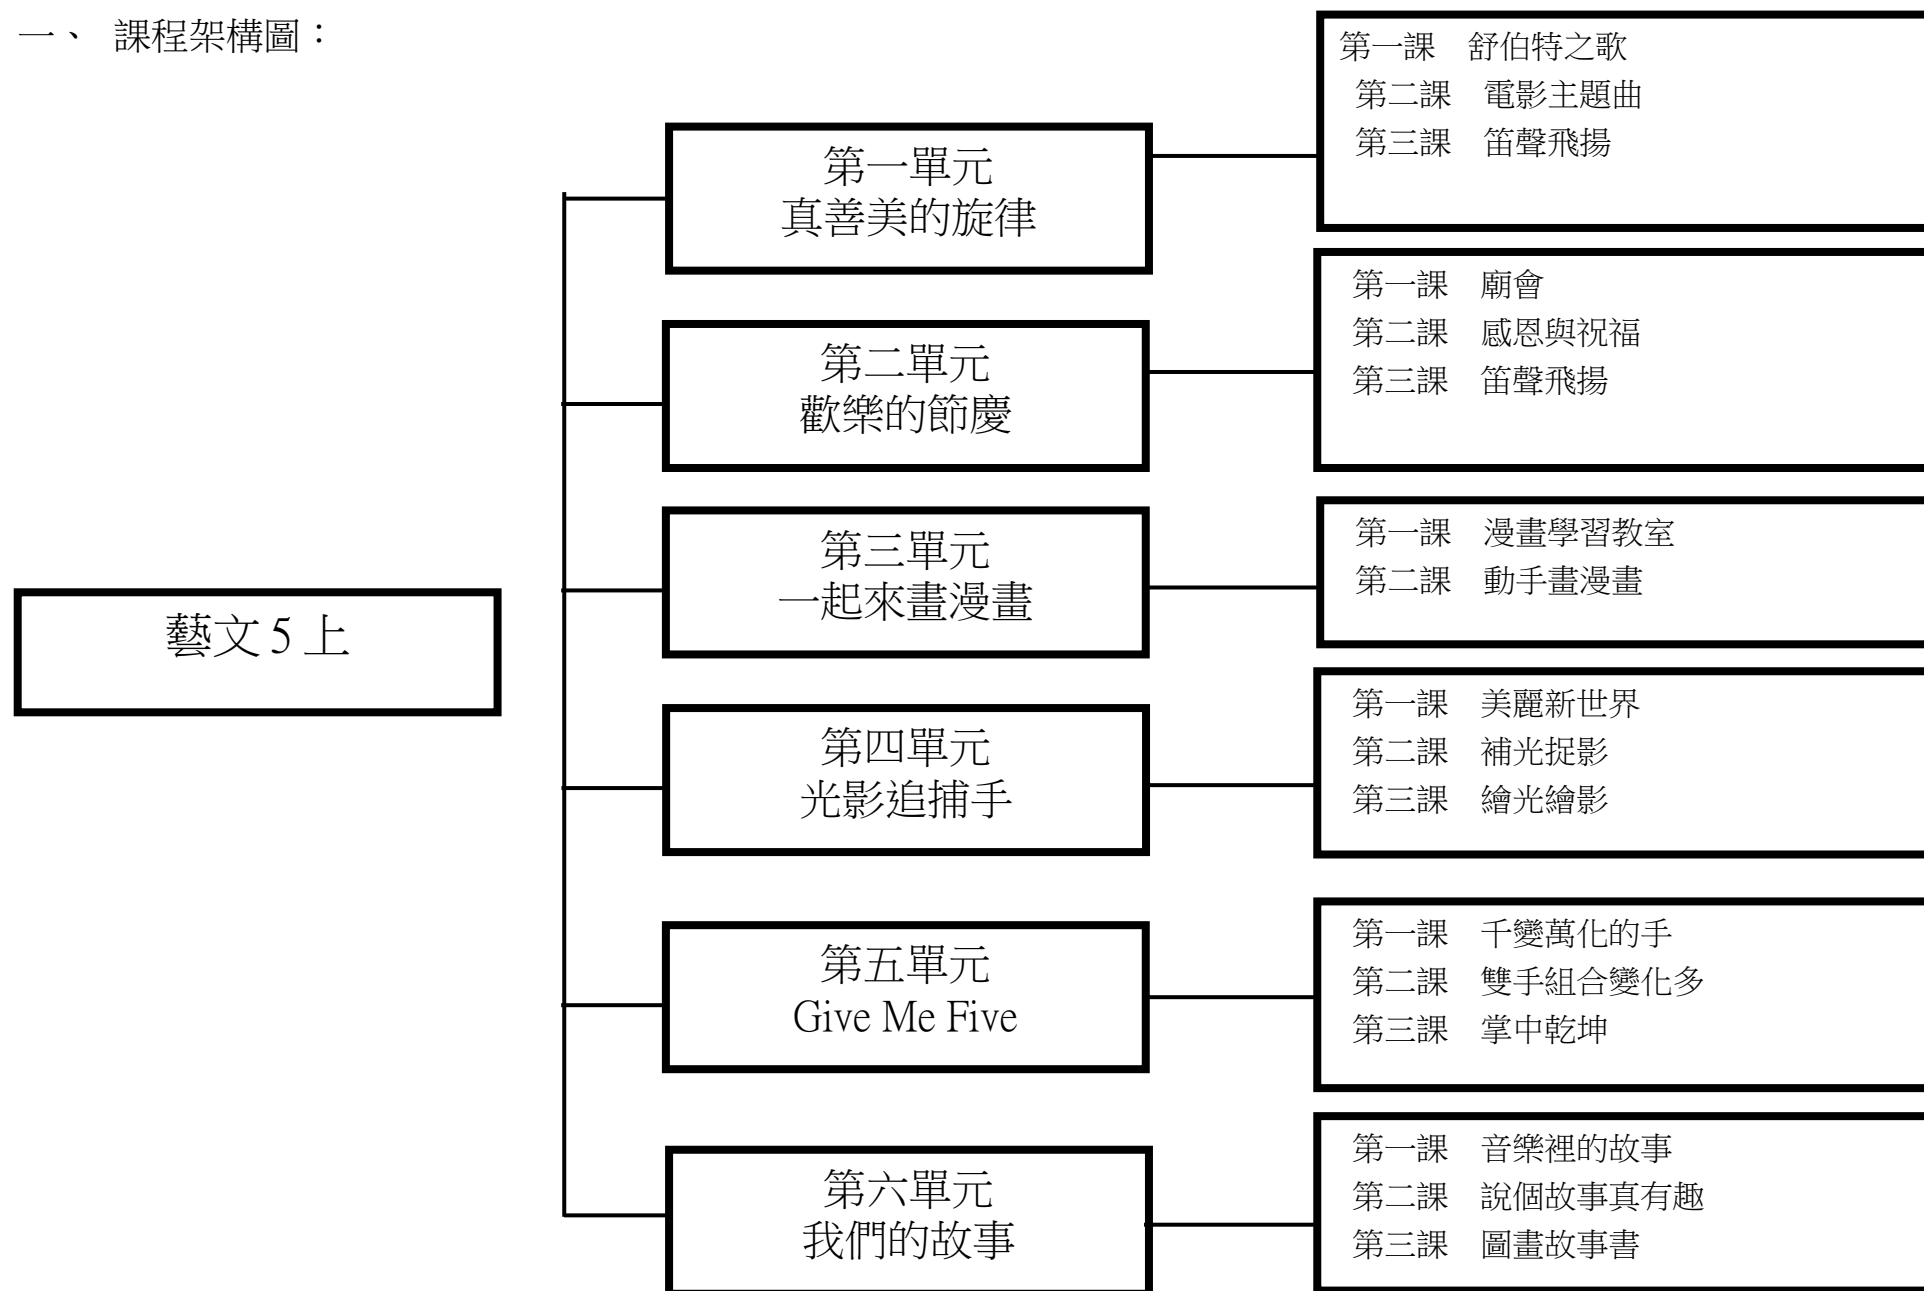 一、 課程架構圖：
藝文 5 上
第一單元
真善美的旋律
第一課　舒伯特之歌
第二課　電影主題曲
第三課　笛聲飛揚
第二單元
歡樂的節慶
第一課　廟會
第二課　感恩與祝福
第三課　笛聲飛揚
第三單元
一起來畫漫畫
第一課　漫畫學習教室
第二課　動手畫漫畫
第四單元
光影追捕手
第一課　美麗新世界
第二課　補光捉影
第三課　繪光繪影
第五單元
Give Me Five
第一課　千變萬化的手
第二課　雙手組合變化多
第三課　掌中乾坤
第六單元
我們的故事
第一課　音樂裡的故事
第二課　說個故事真有趣
第三課　圖畫故事書